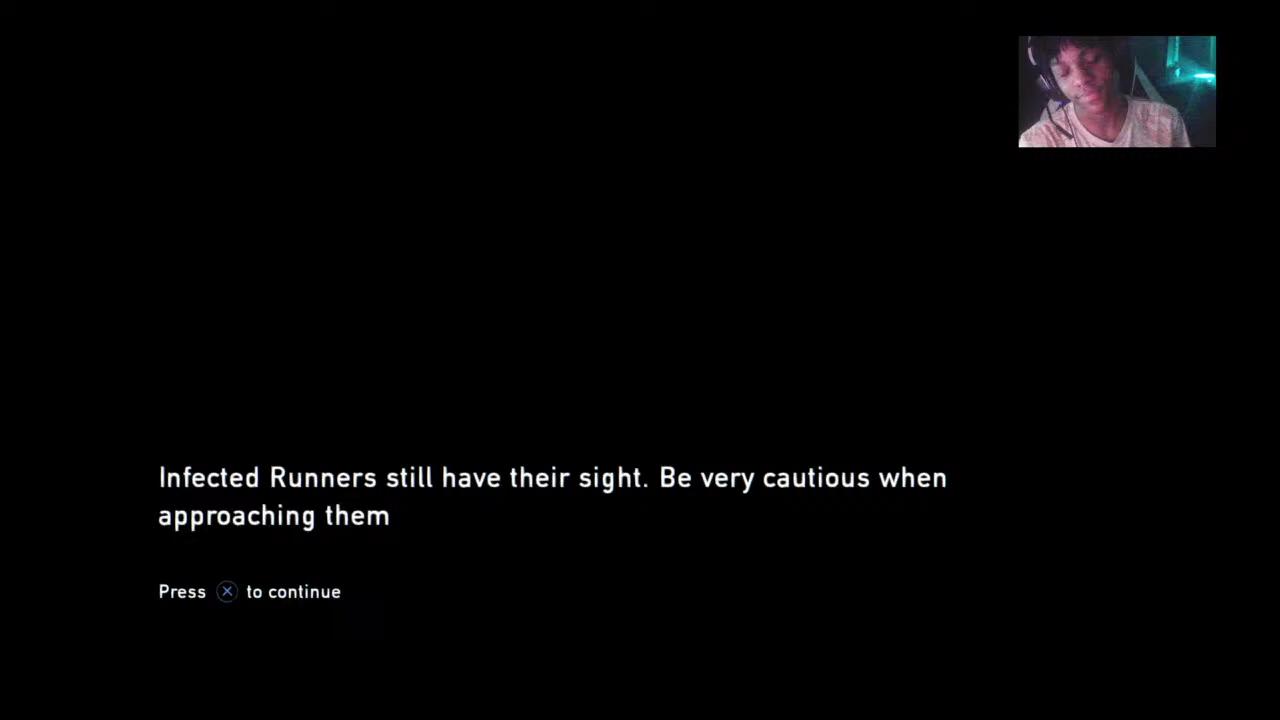 Infected Runners still have their sight. Be very cautious when
approaching them
Press ⓧ to continue